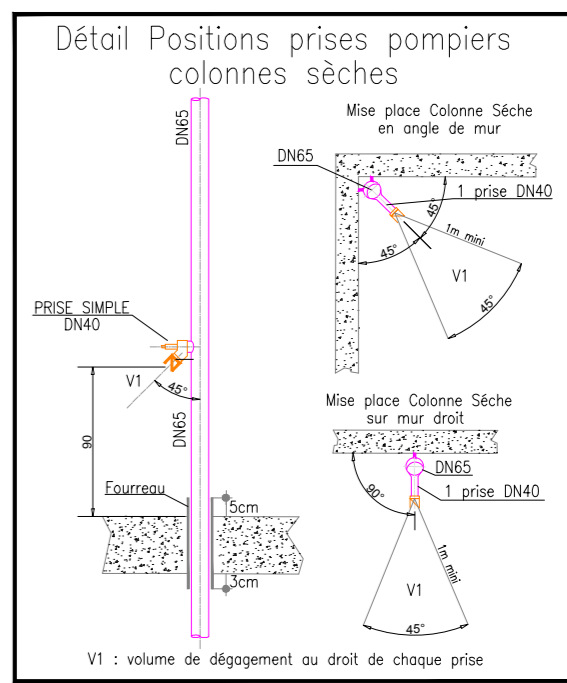 Détail Positions prises pompiers
colonnes sèches
DN65
Mise place Colonne Séche
en angle de mur
DN65
1 prise DN40
45°
45°
1m mini
V1
45°
PRISE SIMPLE
DN40
V1
45°
90
DN65
Mise place Colonne Séche
sur mur droit
DN65
1 prise DN40
90°
1m mini
V1
45°
Fourreau
5cm
3cm
V1 : volume de dégagement au droit de chaque prise